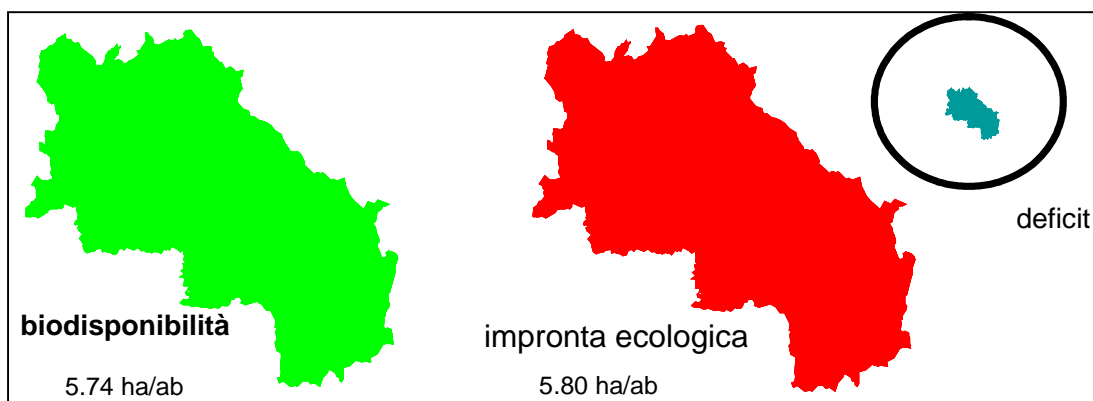 deficit
biodisponibilità
impronta ecologica
5.74 ha/ab
5.80 ha/ab